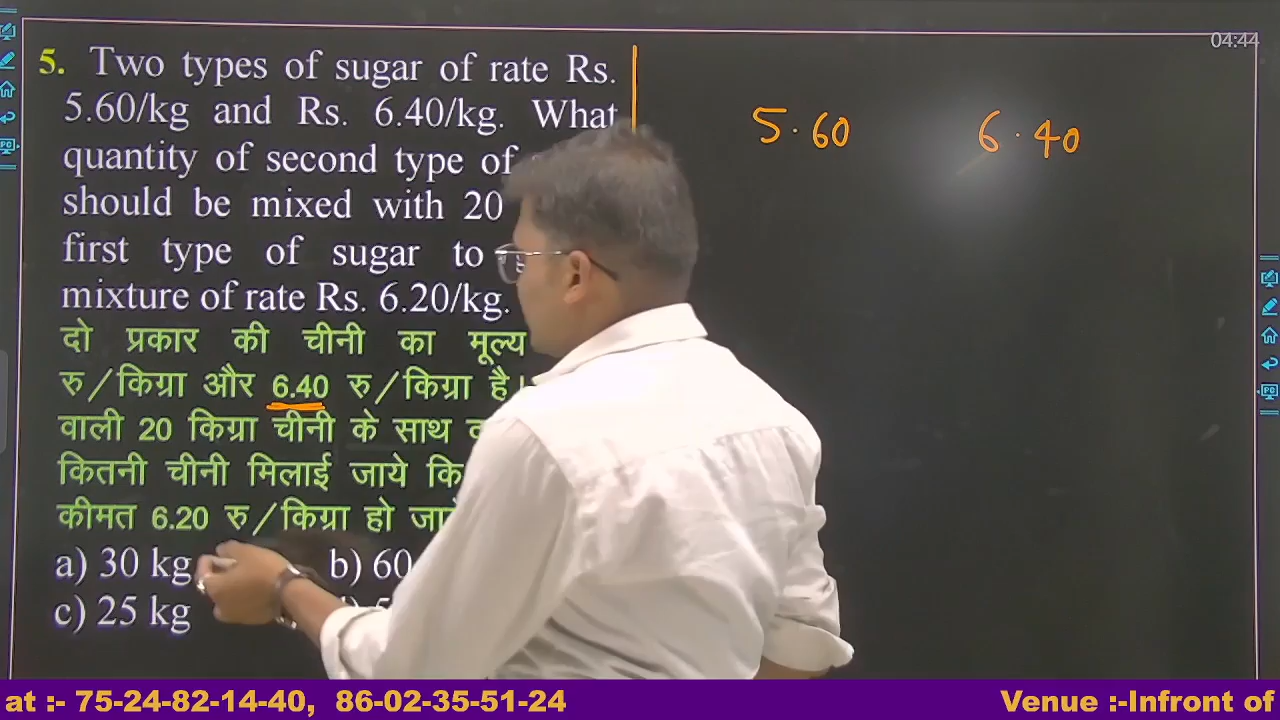 04:44
5. Two types of sugar of rate Rs.
5.60/kg and Rs. 6.40/kg. What
quantity of second type of
should be mixed with 20
first type of sugar to
mixture of rate Rs. 6.20/kg.
दो प्रकार की चीनी का मूल्य
रु/किग्रा और 6.40 रु/किग्रा है।
वाली 20 किग्रा चीनी के साथ
कितनी चीनी मिलाई जाये
कीमत 6.20 रु/किग्रा हो
a) 30 kg b) 60
c) 25 kg
5.60 6.40
at :- 75-24-82-14-40, 86-02-35-51-24 Venue :-Infront of